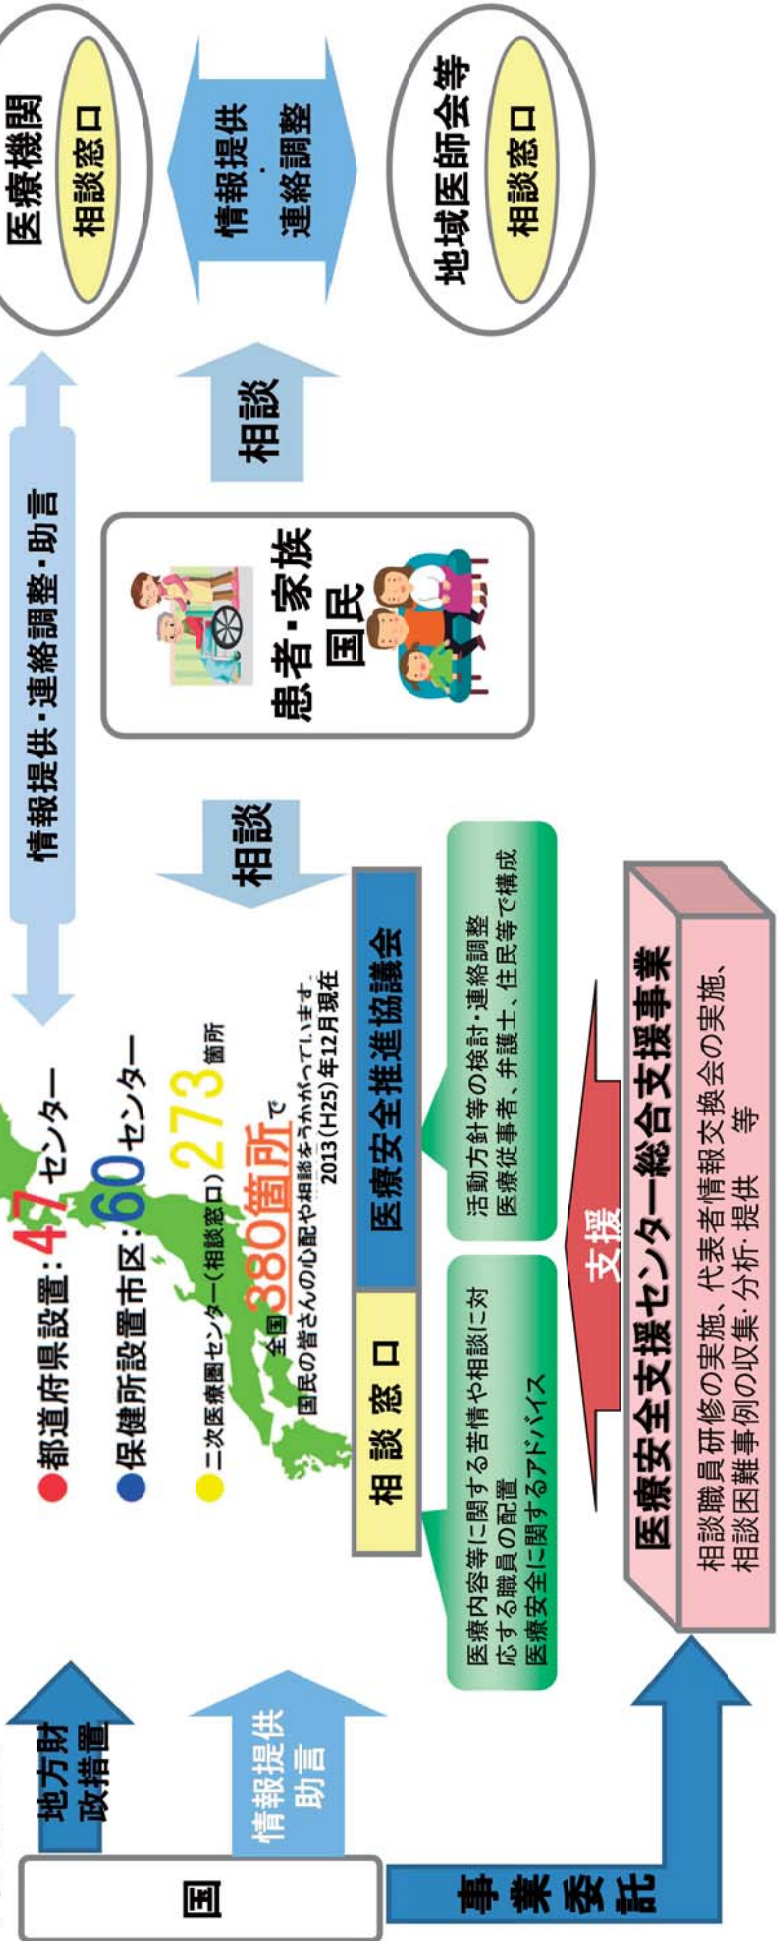 国
地方財
政措置
情報提供
助言
事業委託
●都道府県設置:47センター
●保健所設置市区:60センター
●二次医療圏センター(相談窓口)273箇所
全国380箇所で
国民の皆さんの心配や相談をうかがっています。
2013(H25)年12月現在
相談窓口
医療安全推進協議会
医療内容等に関する苦情や相談に対
応する職員の配置
医療安全に関するアドバイス
活動方針等の検討・連絡調整
医療従事者、弁護士、住民等で構成
支援
医療安全支援センター総合支援事業
相談職員研修の実施、代表者情報交換会の実施、
相談困難事例の収集・分析・提供 等
情報提供・連絡調整・助言
相談
患者・家族
国民
相談
医療機関
相談窓口
情報提供
・
連絡調整
地域医師会等
相談窓口